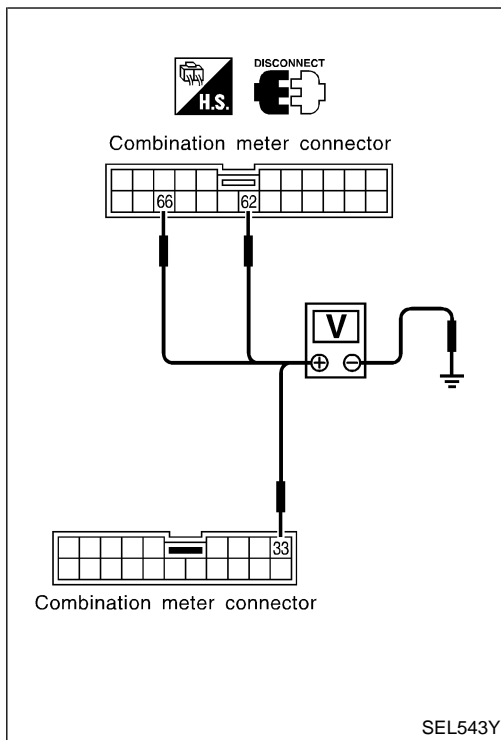 DISCONNECT
H.S.
Combination meter connector
66 62
V
+ −
33
Combination meter connector
SEL543Y